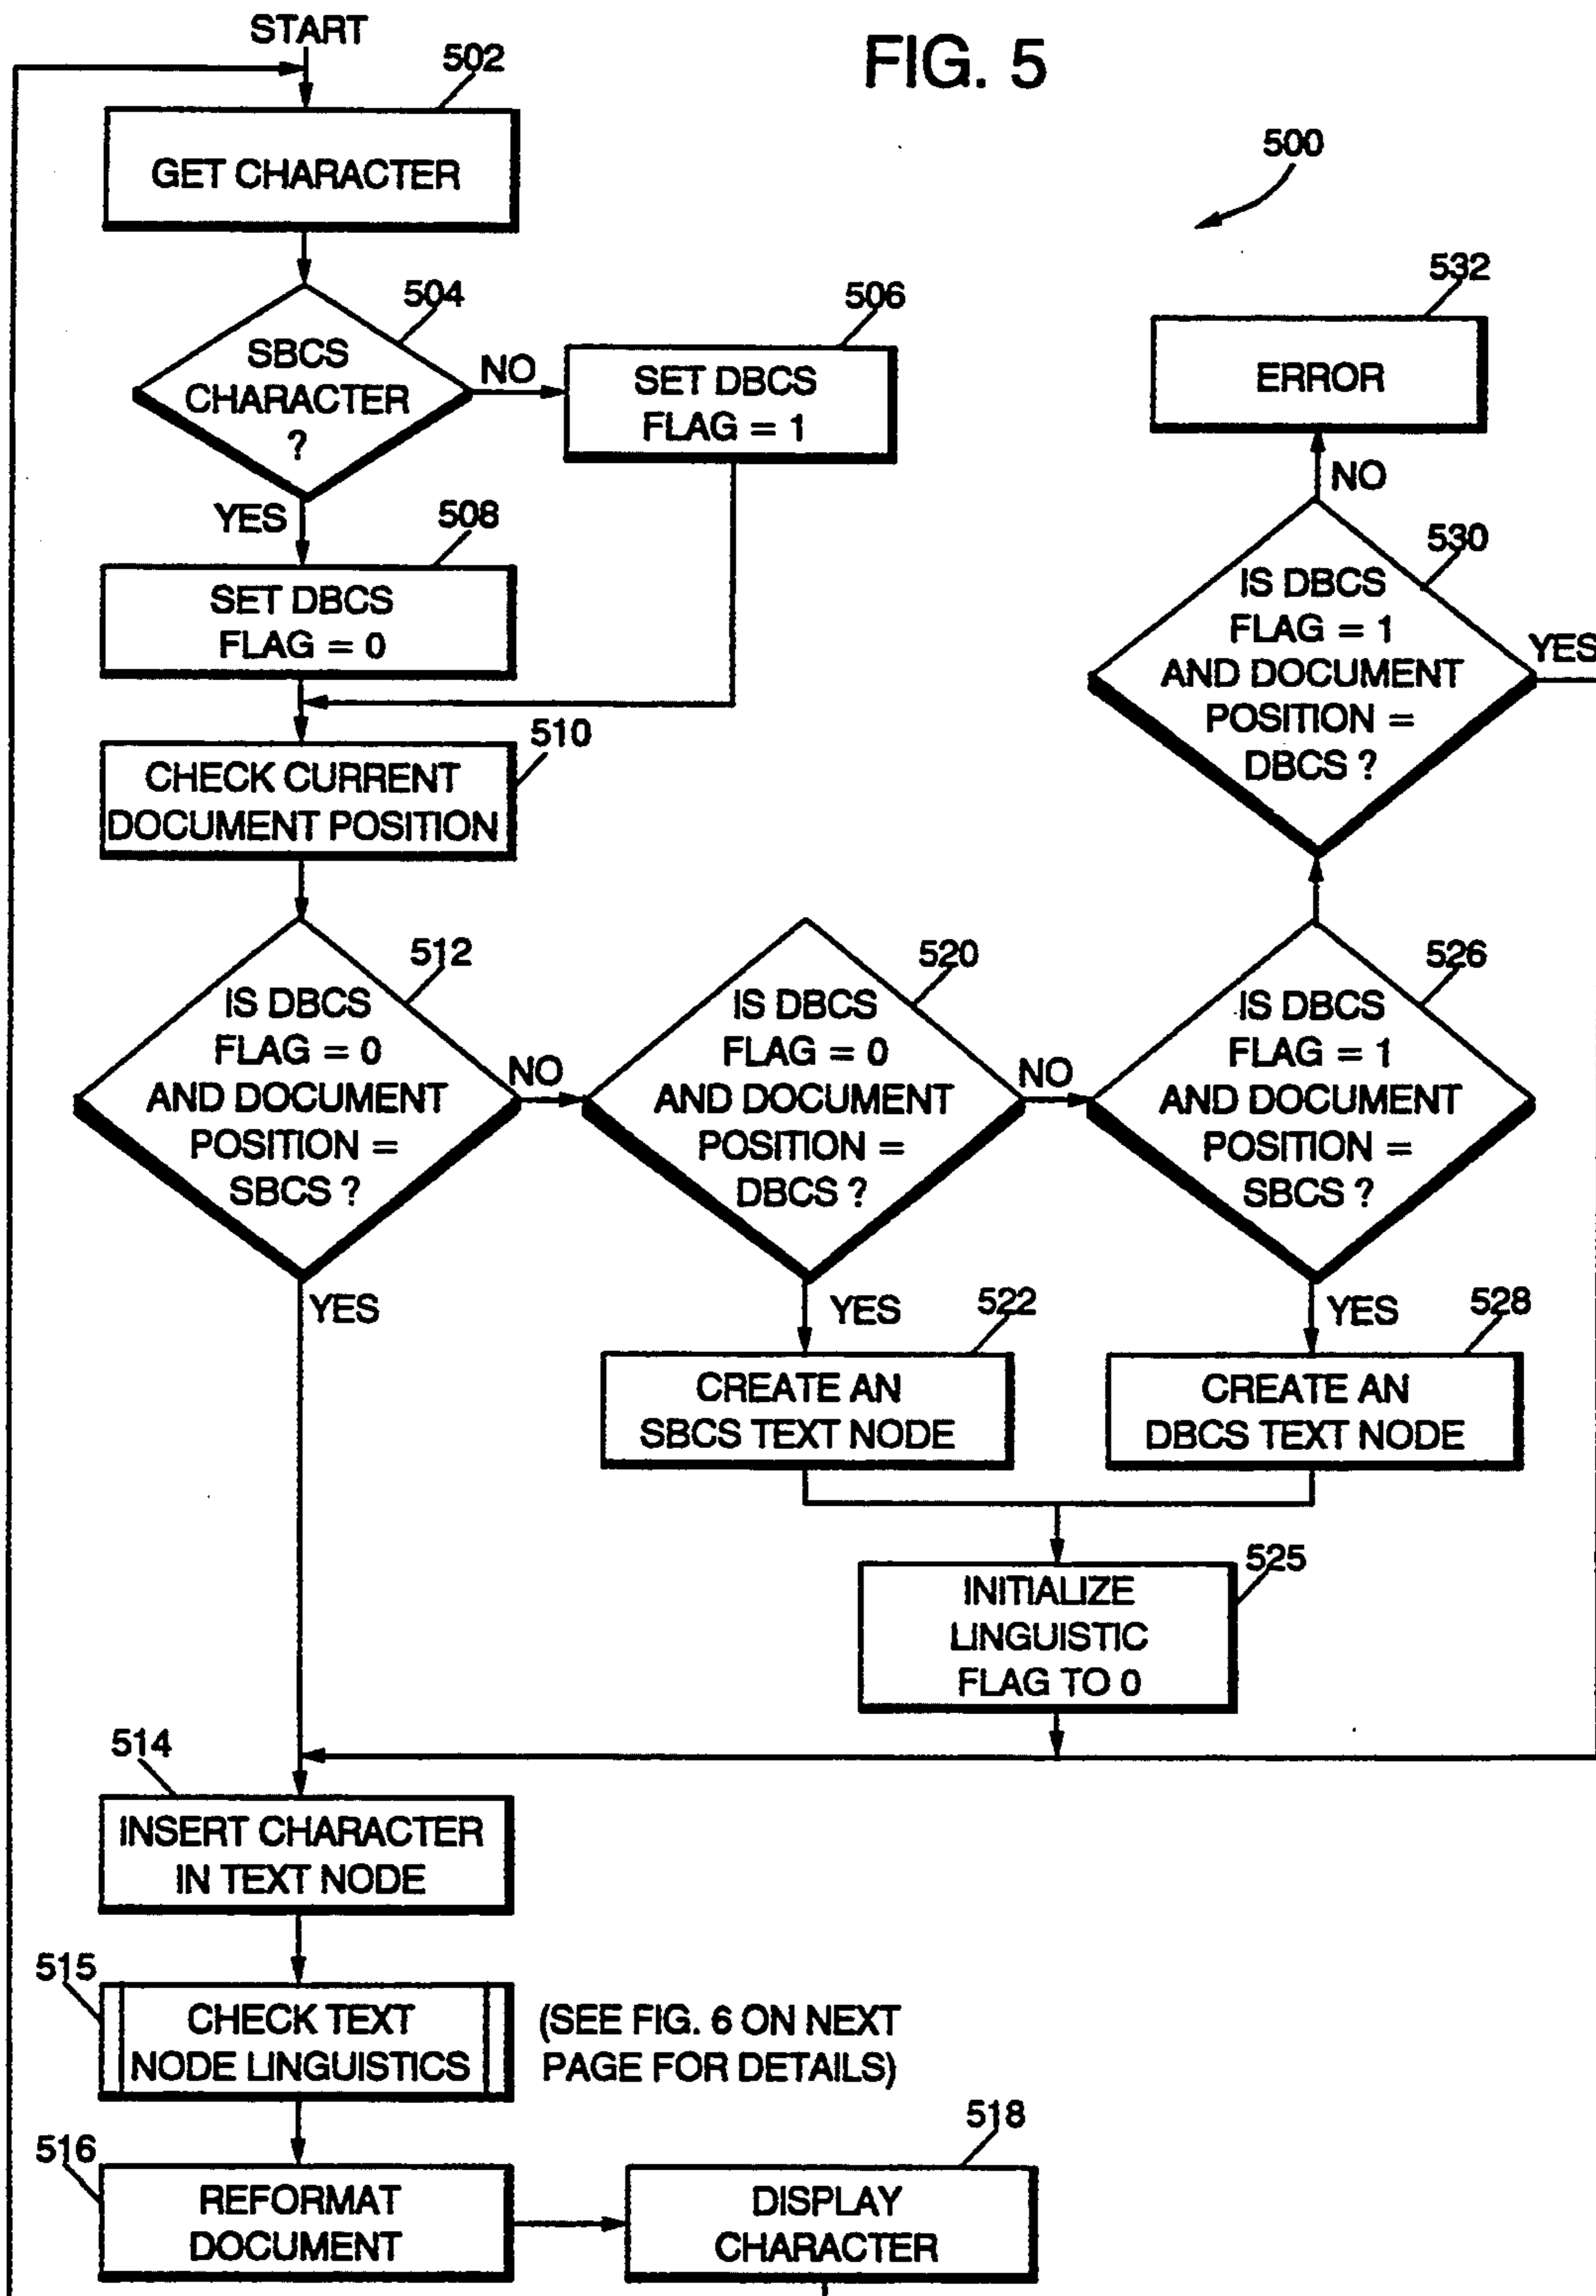 FIG. 5
START
502
GET CHARACTER
500
504
SBCS
CHARACTER
?
NO
506
SET DBCS
FLAG = 1
YES
508
SET DBCS
FLAG = 0
510
CHECK CURRENT
DOCUMENT POSITION
512
IS DBCS
FLAG = 0
AND DOCUMENT
POSITION =
SBCS ?
NO
YES
520
IS DBCS
FLAG = 0
AND DOCUMENT
POSITION =
DBCS ?
NO
YES
522
CREATE AN
SBCS TEXT NODE
526
IS DBCS
FLAG = 1
AND DOCUMENT
POSITION =
SBCS ?
YES
528
CREATE AN
DBCS TEXT NODE
530
IS DBCS
FLAG = 1
AND DOCUMENT
POSITION =
DBCS ?
YES
NO
532
ERROR
525
INITIALIZE
LINGUISTIC
FLAG TO 0
514
INSERT CHARACTER
IN TEXT NODE
515
CHECK TEXT
NODE LINGUISTICS
(SEE FIG. 6 ON NEXT
PAGE FOR DETAILS)
516
REFORMAT
DOCUMENT
518
DISPLAY
CHARACTER